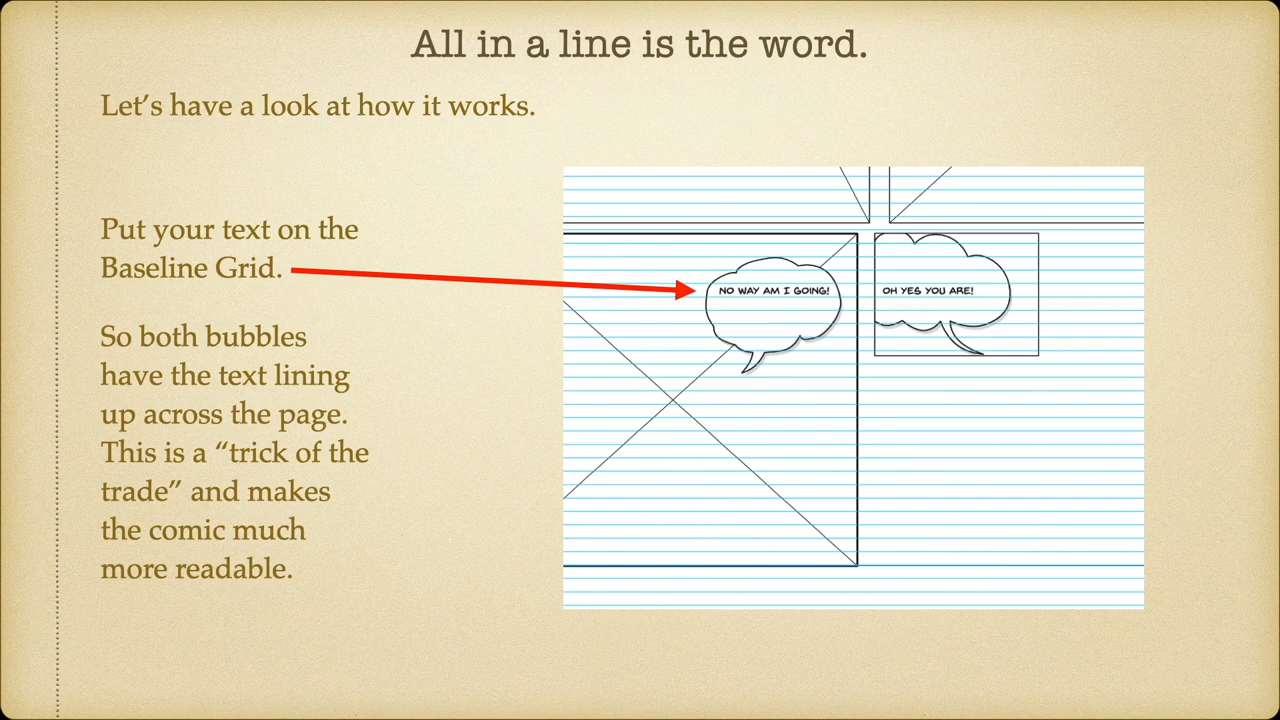 All in a line is the word.
Let’s have a look at how it works.
Put your text on the
Baseline Grid.
So both bubbles
have the text lining
up across the page.
This is a “trick of the
trade” and makes
the comic much
more readable.
NO WAY AM I GOING!
OH YES YOU ARE!